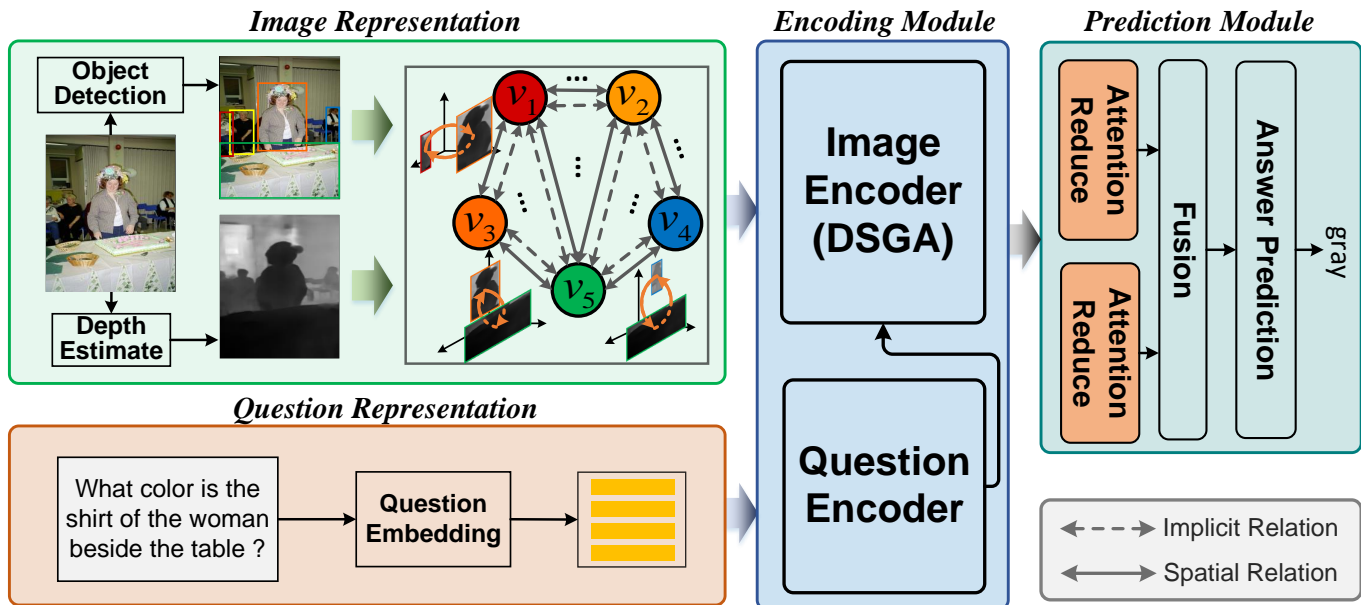 Image Representation
Encoding Module
Prediction Module
Object
Detection
Depth
Estimate
v1
...
v2
...
...
...
...
v3
v4
v5
Image
Encoder
(DSGA)
Question
Encoder
Attention
Reduce
Attention
Reduce
Fusion
Answer Prediction
gray
Question Representation
What color is the
shirt of the woman
beside the table ?
Question
Embedding
Implicit Relation
Spatial Relation